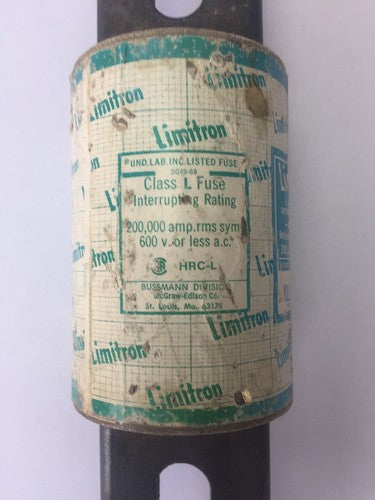 Limitron
Limitron
UND. LAB INC. LISTED FUSE
Class L Fuse
Interrupting Rating
200,000 amp.rms sym
600 v. or less a.c.
HRC-L
BUSSMANN DIVISION
McGraw-Edison Co.
St. Louis, Mo. 63178
Limitron
Limitron
Limitron